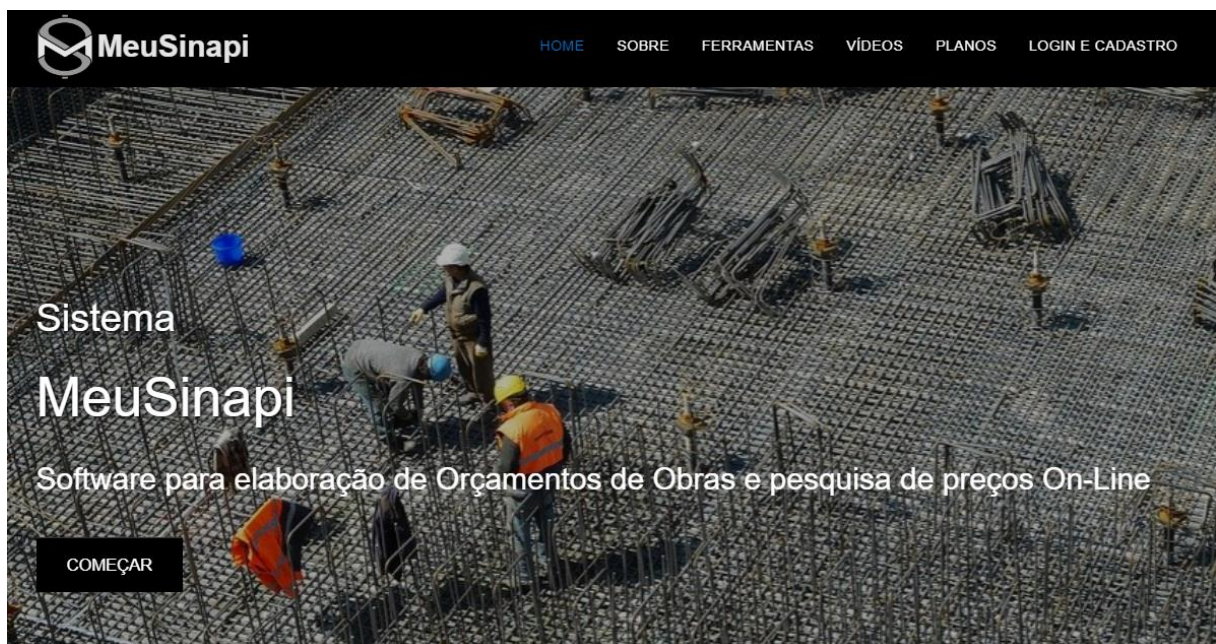 MeuSinapi
HOME SOBRE FERRAMENTAS VÍDEOS PLANOS LOGIN E CADASTRO
Sistema
MeuSinapi
Software para elaboração de Orçamentos de Obras e pesquisa de preços On-Line
COMEÇAR